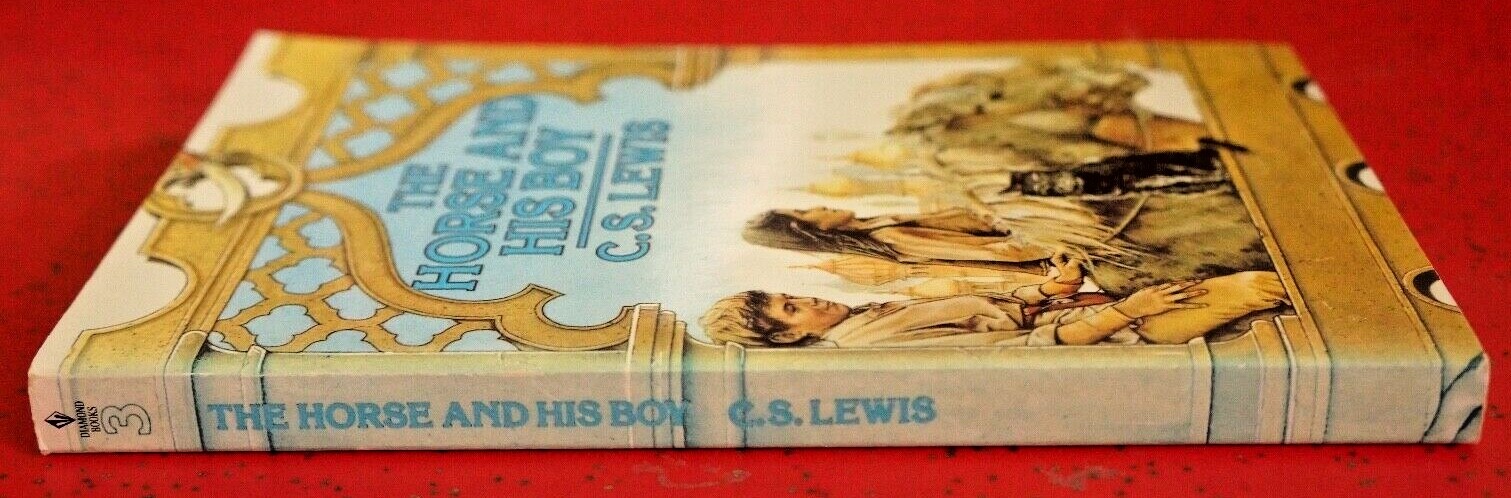 THE
HORSE AND
HIS BOY
C.S. LEWIS
DIAMOND
BOOKS
3
THE HORSE AND HIS BOY C.S. LEWIS